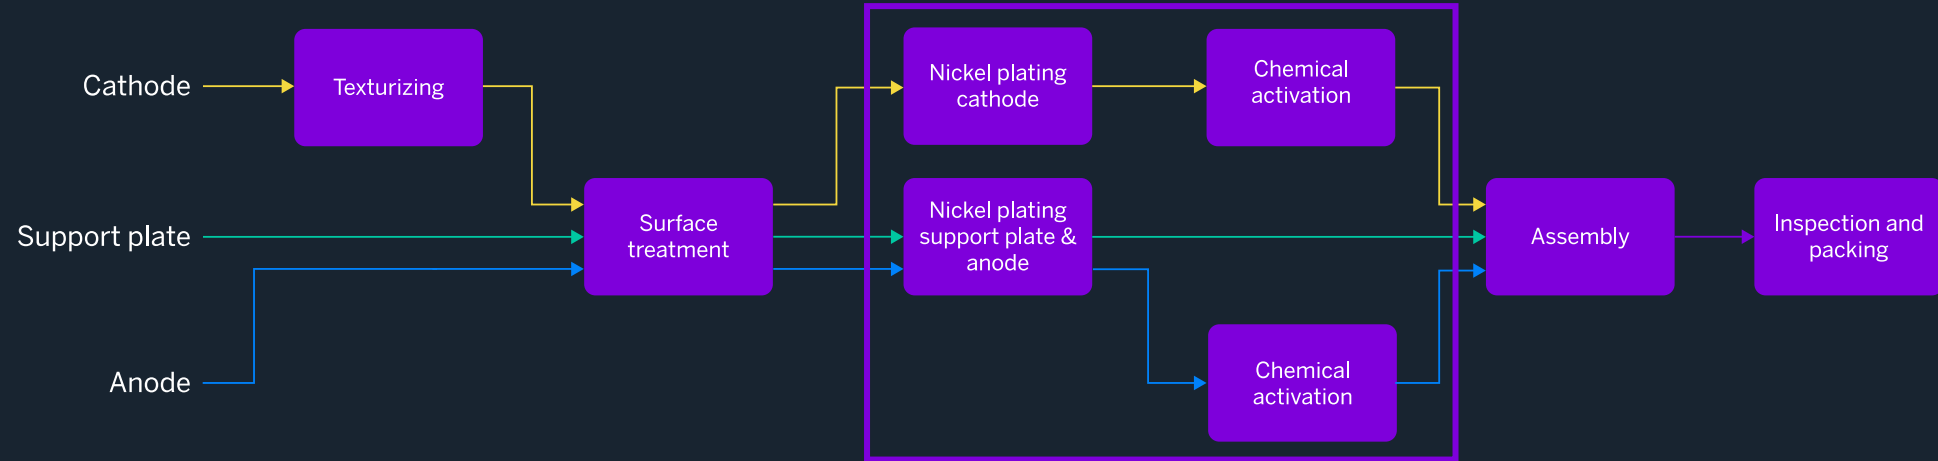 Cathode
Texturizing
Nickel plating
cathode
Chemical
activation
Support plate
Surface
treatment
Nickel plating
support plate &
anode
Assembly
Inspection and
packing
Anode
Chemical
activation